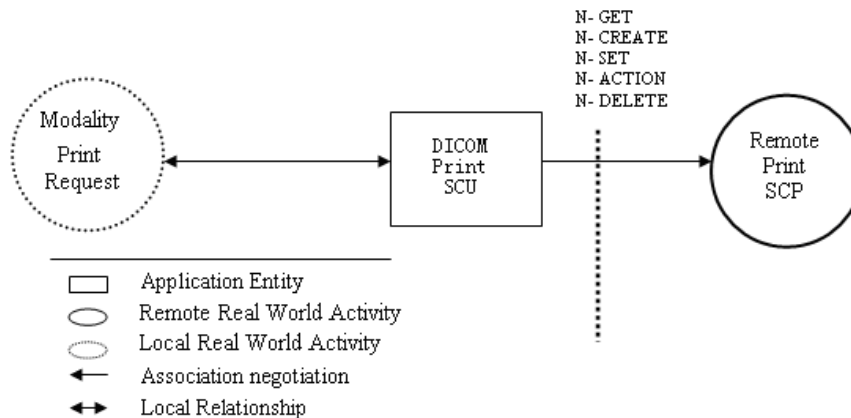 N- GET
N- CREATE
N- SET
N- ACTION
N- DELETE
Modality
Print
Request
DICOM
Print
SCU
Remote
Print
SCP
Application Entity
Remote Real World Activity
Local Real World Activity
Association negotiation
Local Relationship